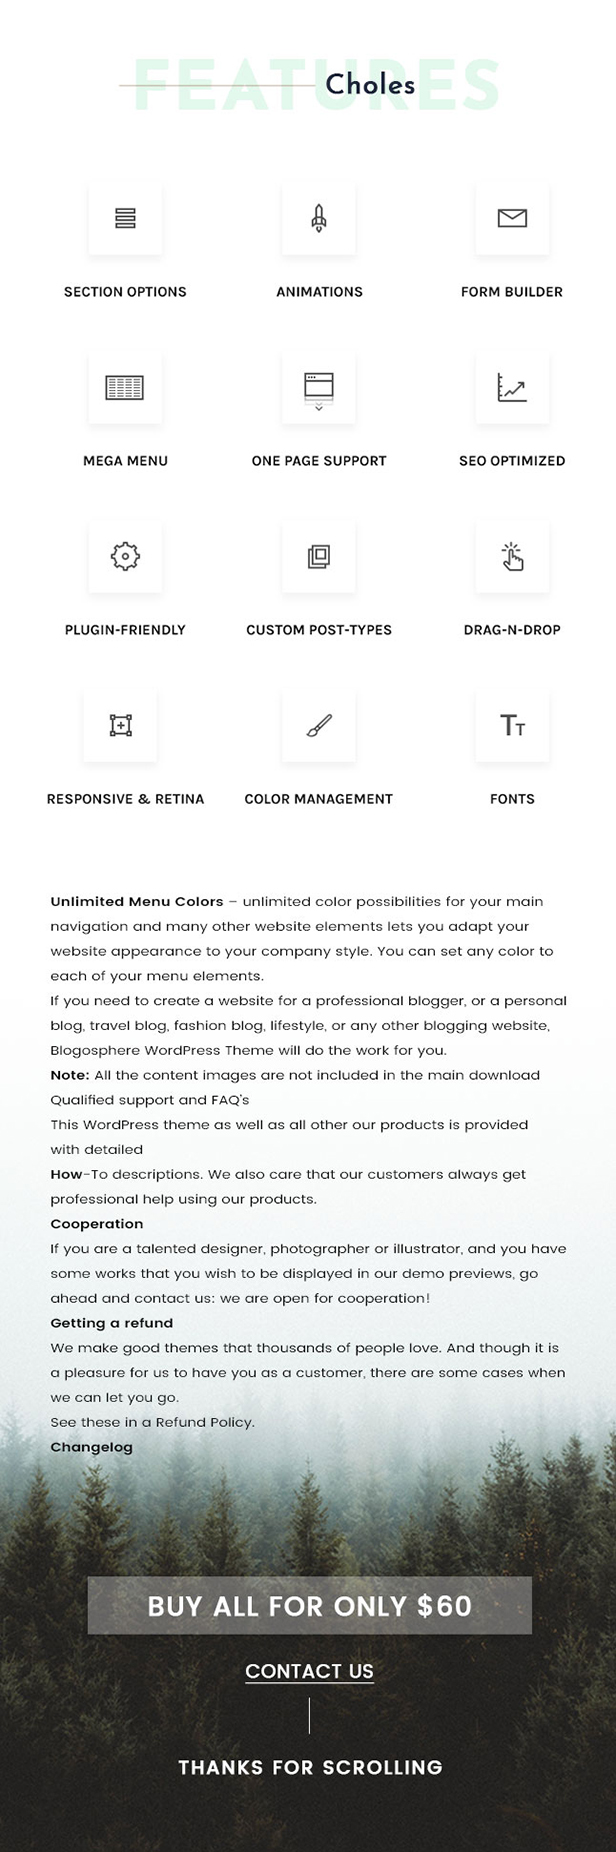 FEATURES
Choles
SECTION OPTIONS
ANIMATIONS
FORM BUILDER
MEGA MENU
ONE PAGE SUPPORT
SEO OPTIMIZED
PLUGIN-FRIENDLY
CUSTOM POST-TYPES
DRAG-N-DROP
TT
RESPONSIVE & RETINA
COLOR MANAGEMENT
FONTS
Unlimited Menu Colors – unlimited color possibilities for your main
navigation and many other website elements lets you adapt your
website appearance to your company style. You can set any color to
each of your menu elements.
If you need to create a website for a professional blogger, or a personal
blog, travel blog, fashion blog, lifestyle, or any other blogging website,
Blogosphere WordPress Theme will do the work for you.
Note: All the content images are not included in the main download
Qualified support and FAQ's
This WordPress theme as well as all other our products is provided
with detailed
How-To descriptions. We also care that our customers always get
professional help using our products.
Cooperation
If you are a talented designer, photographer or illustrator, and you have
some works that you wish to be displayed in our demo previews, go
ahead and contact us: we are open for cooperation!
Getting a refund
We make good themes that thousands of people love. And though it is
a pleasure for us to have you as a customer, there are some cases when
we can let you go.
See these in a Refund Policy.
Changelog
BUY ALL FOR ONLY $60
CONTACT US
THANKS FOR SCROLLING